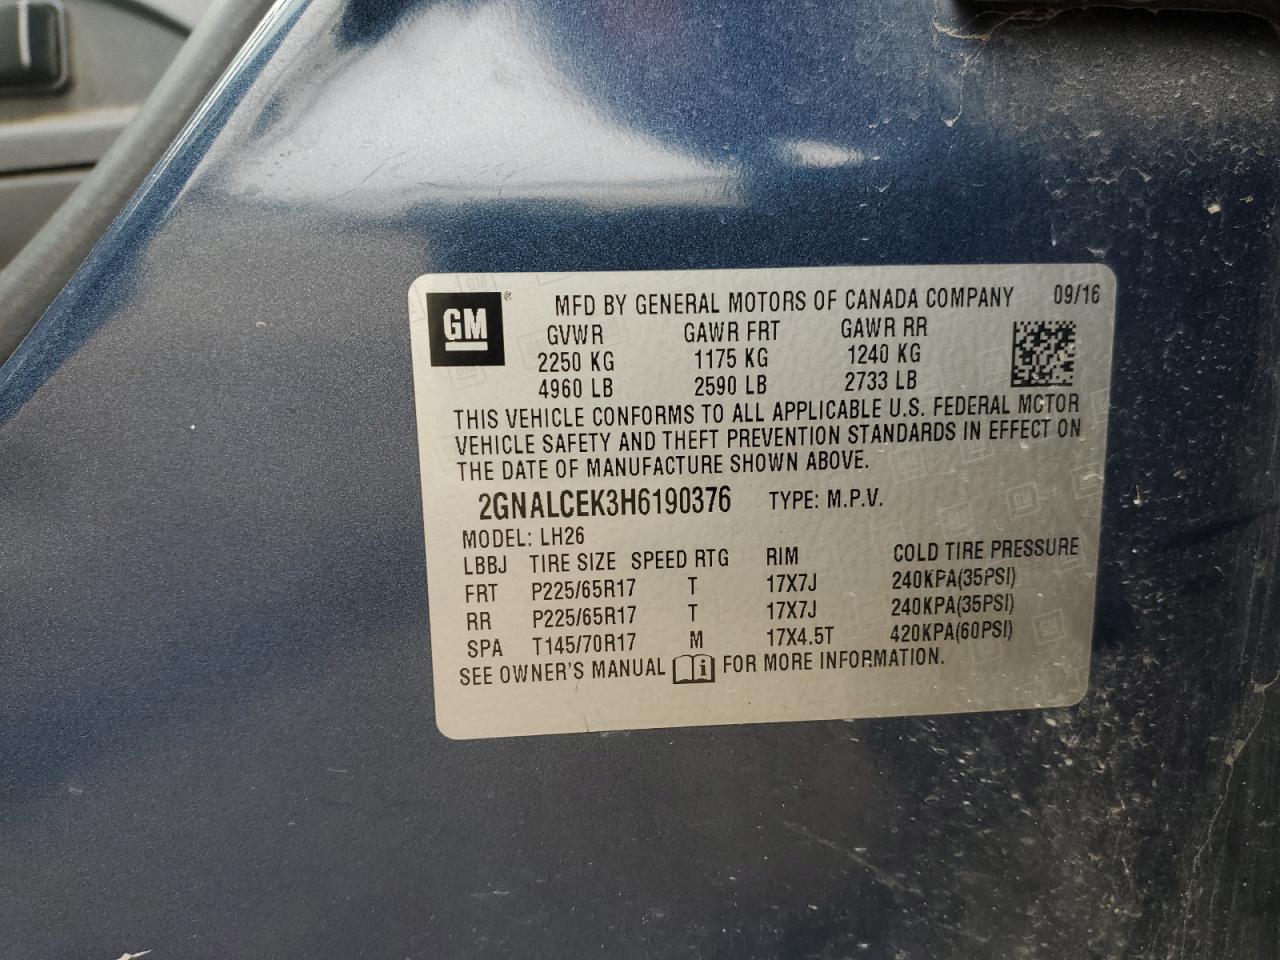 GM ® MFD BY GENERAL MOTORS OF CANADA COMPANY 09/16
GVWR GAWR FRT GAWR RR
2250 KG 1175 KG 1240 KG
4960 LB 2590 LB 2733 LB
THIS VEHICLE CONFORMS TO ALL APPLICABLE U.S. FEDERAL MOTOR
VEHICLE SAFETY AND THEFT PREVENTION STANDARDS IN EFFECT ON
THE DATE OF MANUFACTURE SHOWN ABOVE.
2GNALCEK3H6190376 TYPE: M.P.V.
MODEL: LH26
LBBJ TIRE SIZE SPEED RTG RIM COLD TIRE PRESSURE
FRT P225/65R17 T 17X7J 240KPA(35PSI)
RR P225/65R17 T 17X7J 240KPA(35PSI)
SPA T145/70R17 M 17X4.5T 420KPA(60PSI)
SEE OWNER'S MANUAL i FOR MORE INFORMATION.